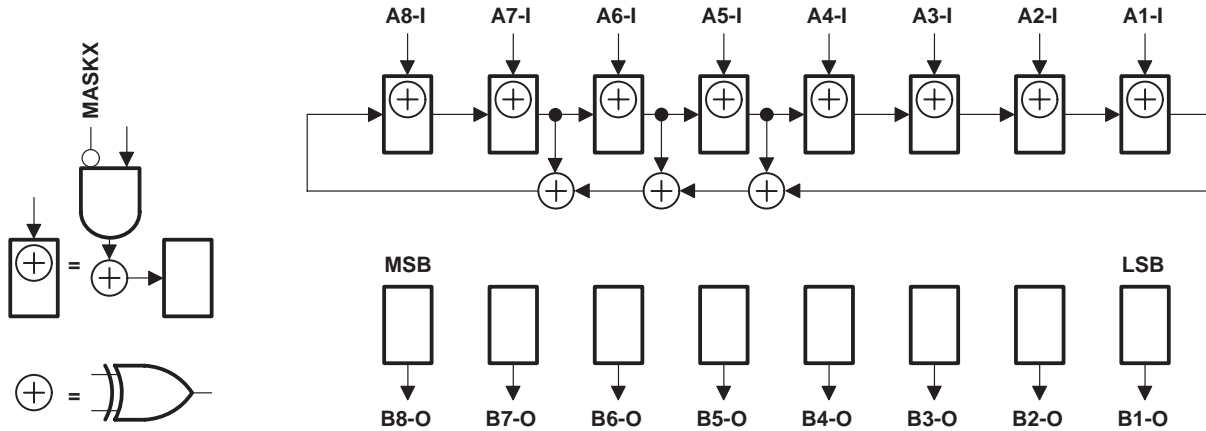 A8-I A7-I A6-I A5-I A4-I A3-I A2-I A1-I
MASKX
=
MSB LSB
=
B8-O B7-O B6-O B5-O B4-O B3-O B2-O B1-O